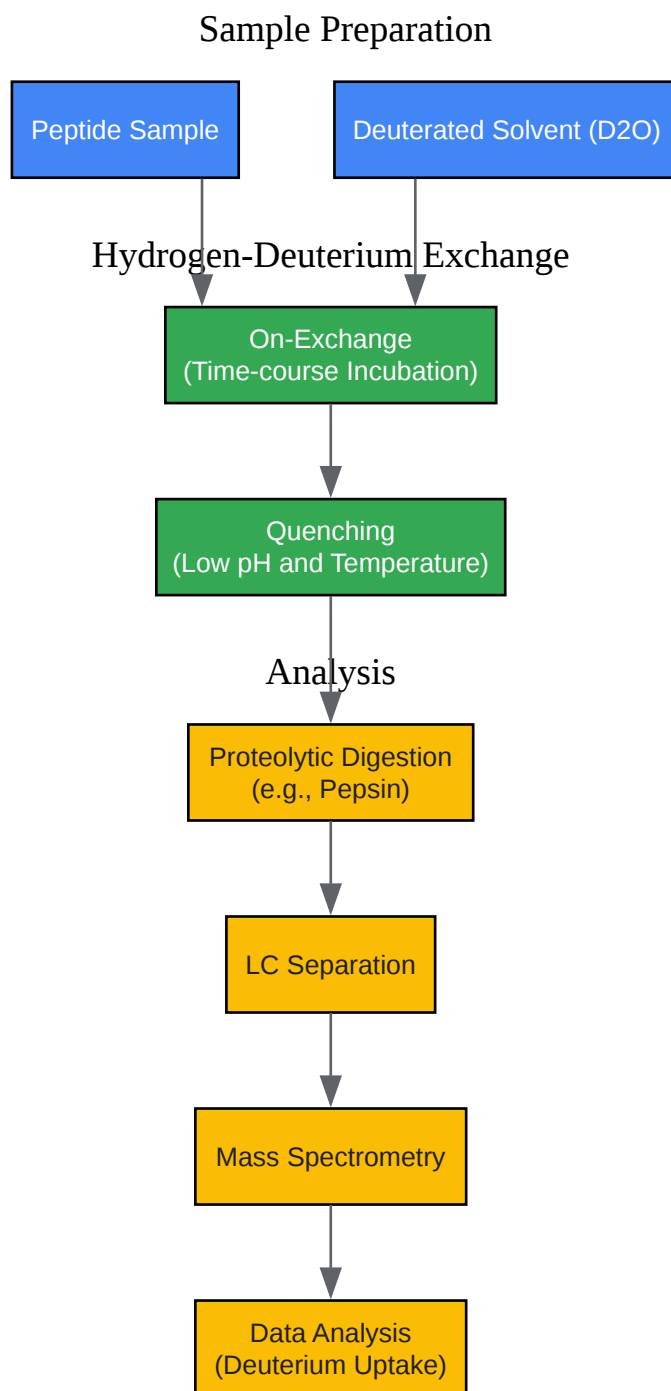 Sample Preparation
Peptide Sample
Deuterated Solvent (D2O)
Hydrogen-Deuterium Exchange
On-Exchange
(Time-course Incubation)
Quenching
(Low pH and Temperature)
Analysis
Proteolytic Digestion
(e.g., Pepsin)
LC Separation
Mass Spectrometry
Data Analysis
(Deuterium Uptake)